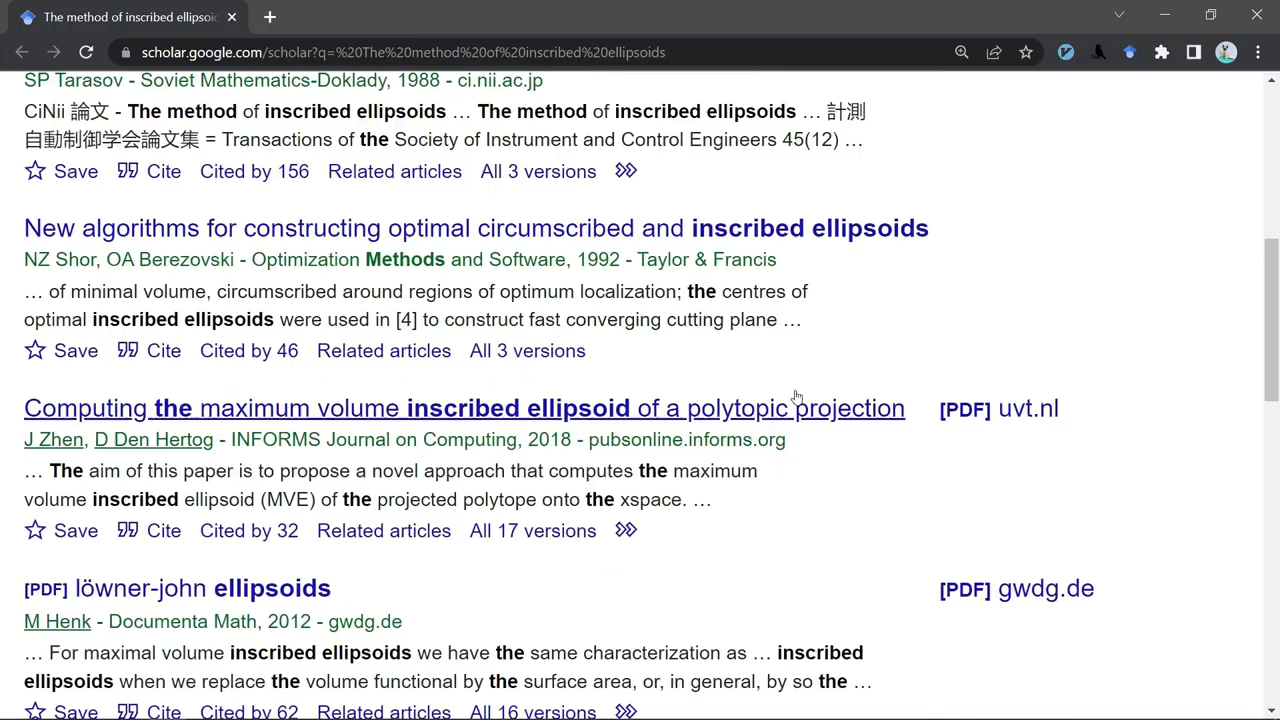 The method of inscribed ellipsoid
scholar.google.com/scholar?q=%20The%20method%20of%20inscribed%20ellipsoids
SP Tarasov - Soviet Mathematics-Doklady, 1988 - ci.nii.ac.jp
CiNii 論文 - The method of inscribed ellipsoids … The method of inscribed ellipsoids … 計測
自動制御学会論文集 = Transactions of the Society of Instrument and Control Engineers 45(12) …
Save Cite Cited by 156 Related articles All 3 versions
New algorithms for constructing optimal circumscribed and inscribed ellipsoids
NZ Shor, OA Berezovski - Optimization Methods and Software, 1992 - Taylor & Francis
… of minimal volume, circumscribed around regions of optimum localization; the centres of
optimal inscribed ellipsoids were used in [4] to construct fast converging cutting plane …
Save Cite Cited by 46 Related articles All 3 versions
Computing the maximum volume inscribed ellipsoid of a polytopic projection [PDF] uvt.nl
J Zhen, D Den Hertog - INFORMS Journal on Computing, 2018 - pubsonline.informs.org
… The aim of this paper is to propose a novel approach that computes the maximum
volume inscribed ellipsoid (MVE) of the projected polytope onto the xspace. …
Save Cite Cited by 32 Related articles All 17 versions
[PDF] löwner-john ellipsoids [PDF] gwdg.de
M Henk - Documenta Math, 2012 - gwdg.de
… For maximal volume inscribed ellipsoids we have the same characterization as … inscribed
ellipsoids when we replace the volume functional by the surface area, or, in general, by so the …
Save Cite Cited by 62 Related articles All 16 versions